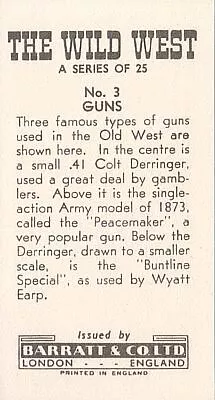 THE WILD WEST
A SERIES OF 25
No. 3
GUNS
Three famous types of guns
used in the Old West are
shown here. In the centre is
a small .41 Colt Derringer,
used a great deal by gamb-
lers. Above it is the single-
action Army model of 1873,
called the "Peacemaker", a
very popular gun. Below the
Derringer, drawn to a smaller
scale, is the "Buntline
Special", as used by Wyatt
Earp.
Issued by
BARRATT & CO. LTD.
LONDON - - - ENGLAND
PRINTED IN ENGLAND